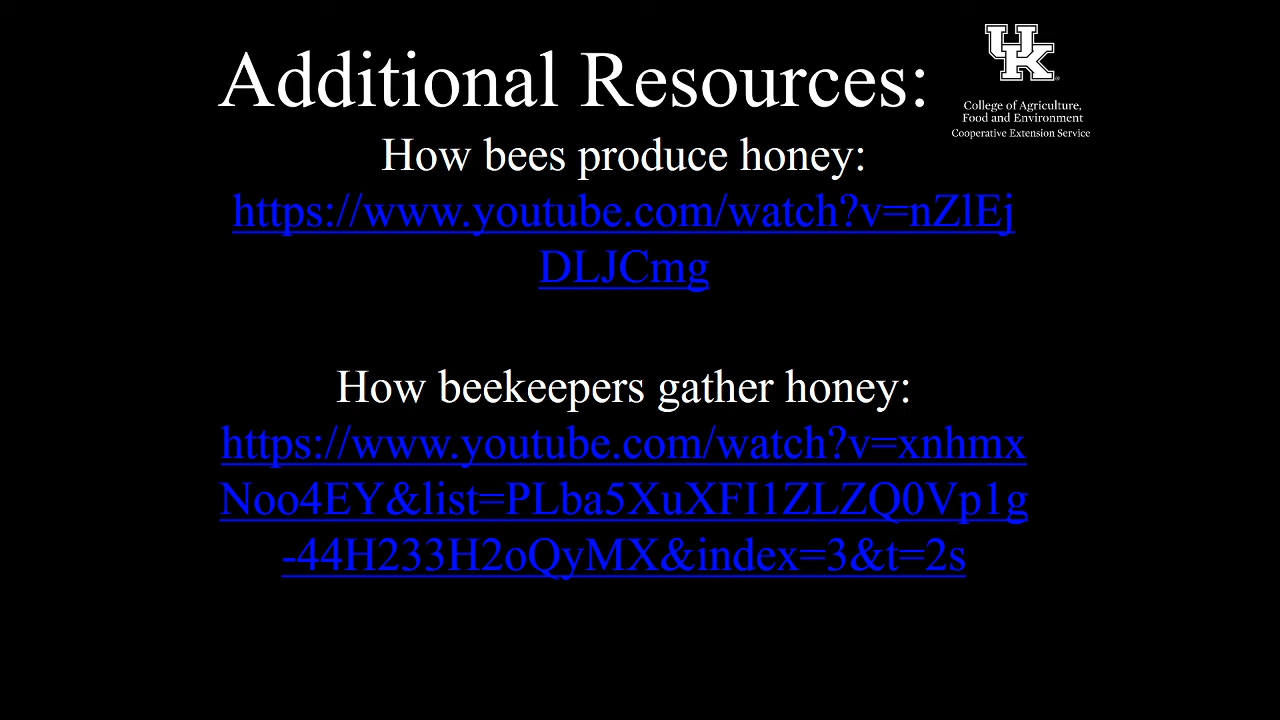 Additional Resources:
UK
College of Agriculture,
Food and Environment
Cooperative Extension Service
How bees produce honey:
https://www.youtube.com/watch?v=nZlEj
DLJCmg
How beekeepers gather honey:
https://www.youtube.com/watch?v=xnhmx
Noo4EY&list=PLba5XuXFI1ZLZQ0Vp1g
-44H233H2oQyMX&index=3&t=2s